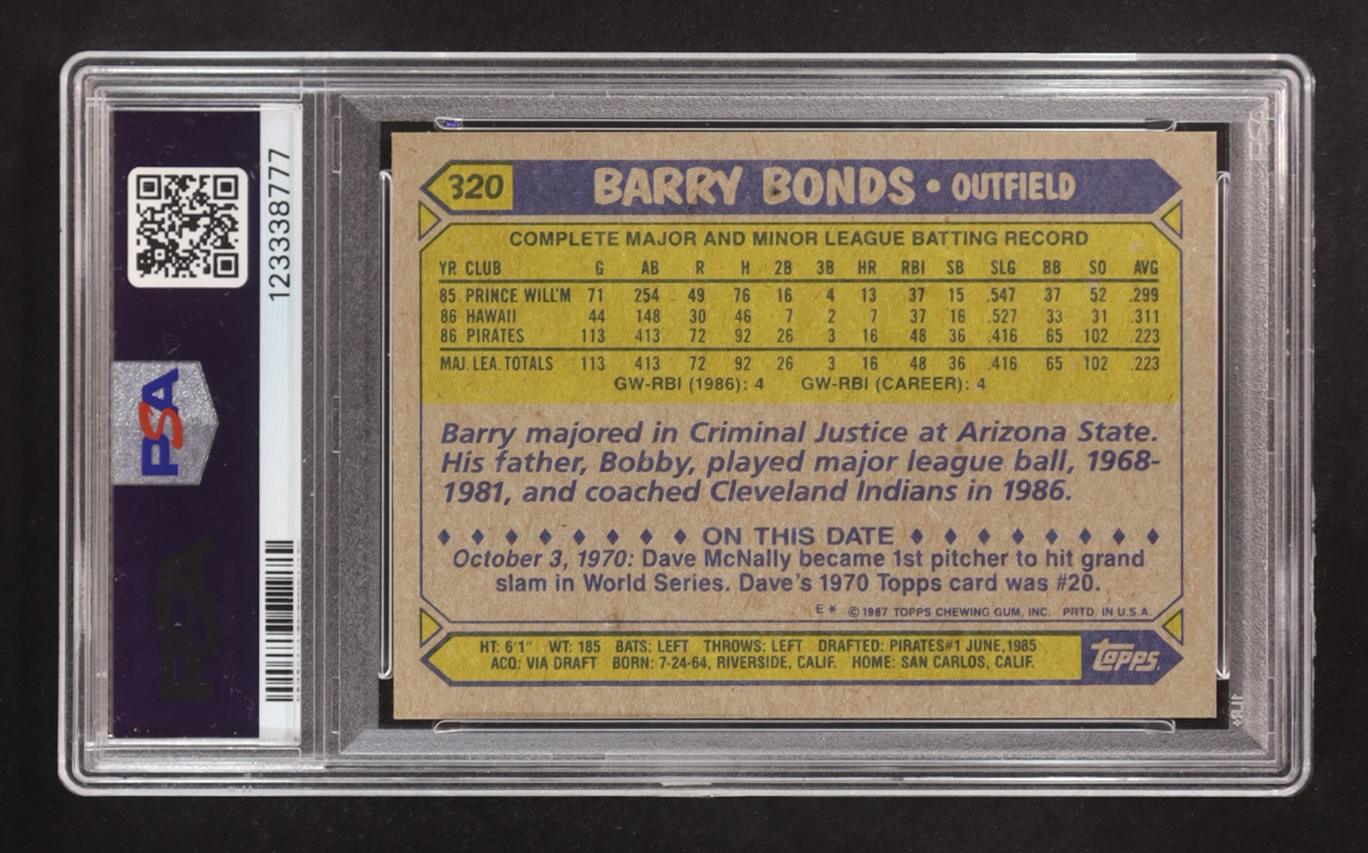 123338777
PSA
320 BARRY BONDS • OUTFIELD
COMPLETE MAJOR AND MINOR LEAGUE BATTING RECORD
YR CLUB G AB R H 2B 3B HR RBI SB SLG BB SO AVG
85 PRINCE WILL'M 71 254 49 76 16 4 13 37 15 .547 37 52 .299
86 HAWAII 44 148 30 46 7 2 7 37 16 .527 33 31 .311
86 PIRATES 113 413 72 92 26 3 16 48 36 .416 65 102 .223
MAJ. LEA. TOTALS 113 413 72 92 26 3 16 48 36 .416 65 102 .223
GW-RBI (1986): 4 GW-RBI (CAREER): 4
Barry majored in Criminal Justice at Arizona State.
His father, Bobby, played major league ball, 1968-
1981, and coached Cleveland Indians in 1986.
ON THIS DATE
October 3, 1970: Dave McNally became 1st pitcher to hit grand
slam in World Series. Dave's 1970 Topps card was #20.
E* © 1987 TOPPS CHEWING GUM, INC. PRTD. IN U.S.A.
HT: 6'1" WT: 185 BATS: LEFT THROWS: LEFT DRAFTED: PIRATES#1 JUNE,1985
ACQ: VIA DRAFT BORN: 7-24-64, RIVERSIDE, CALIF. HOME: SAN CARLOS, CALIF.
topps
PSA
PSA